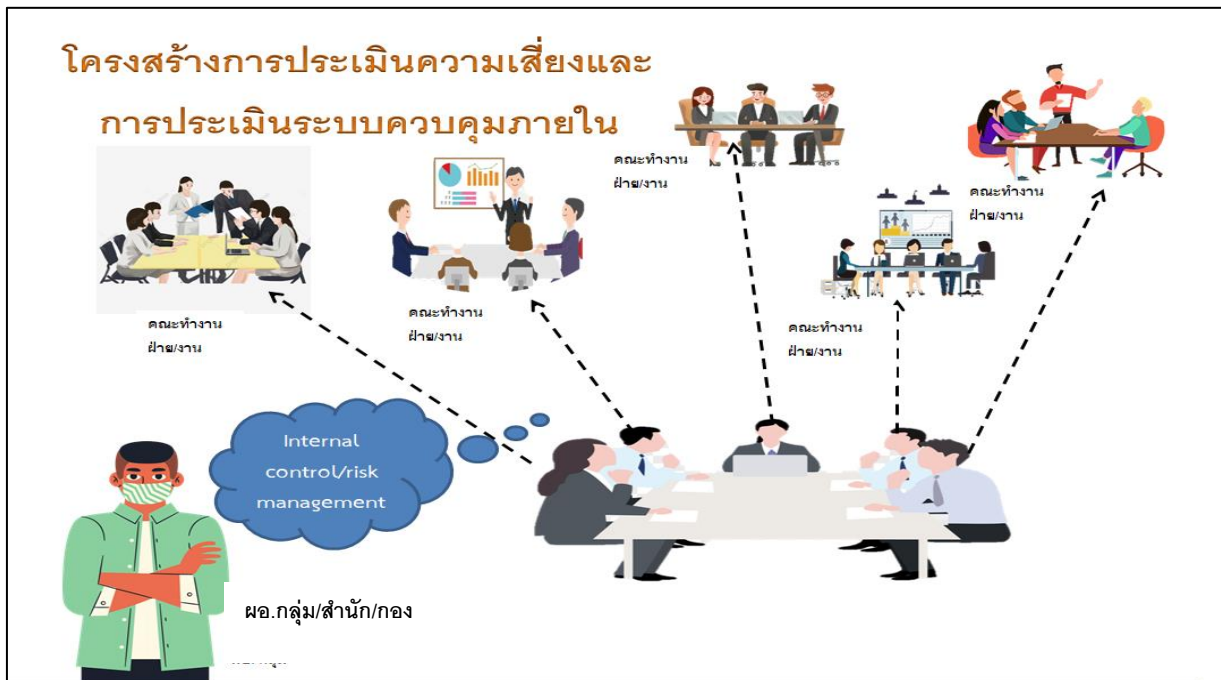 โครงสร้างการประเมินความเสี่ยงและ
การประเมินระบบควบคุมภายใน
คณะทำงาน
ฝ่าย/งาน
คณะทำงาน
ฝ่าย/งาน
คณะทำงาน
ฝ่าย/งาน
คณะทำงาน
ฝ่าย/งาน
คณะทำงาน
ฝ่าย/งาน
Internal
control/risk
management
ผอ.กลุ่ม/สำนัก/กอง